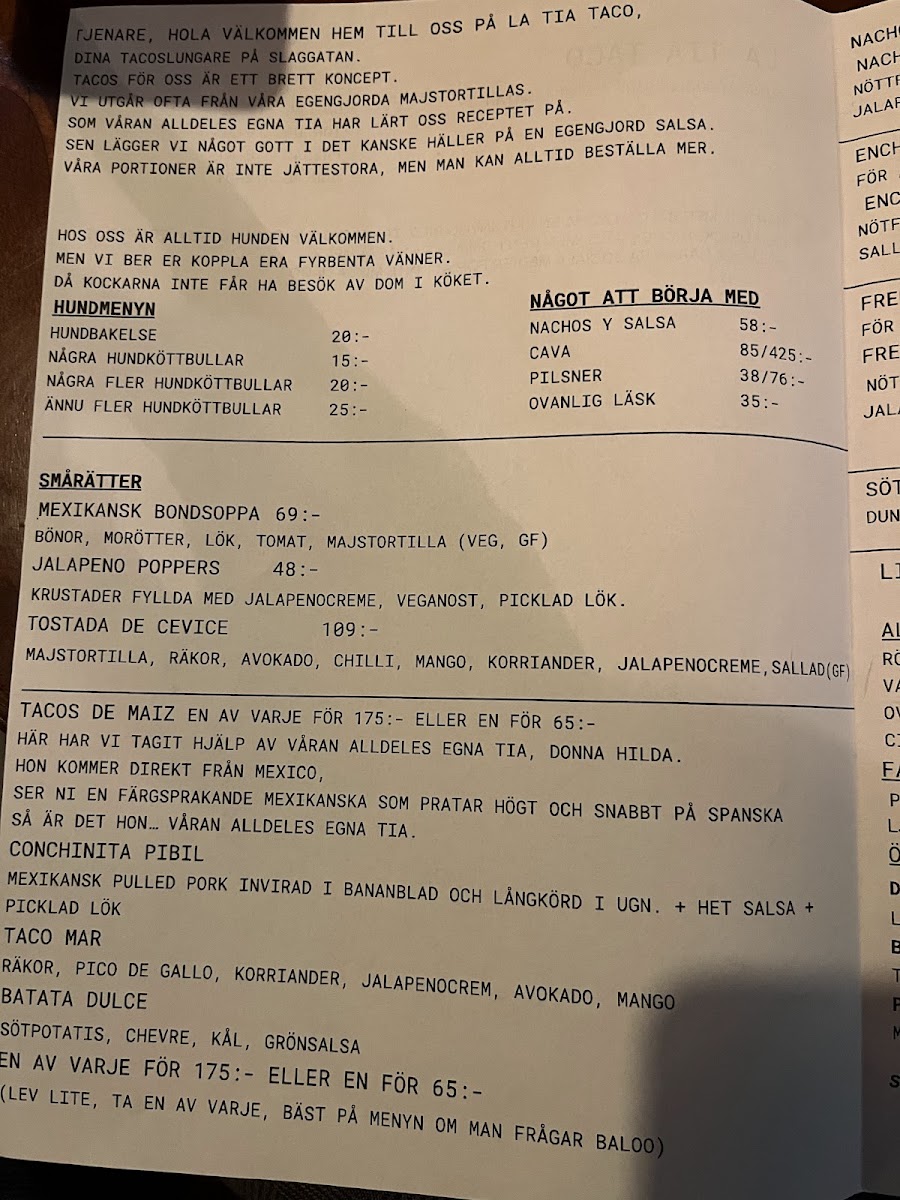 TJENARE, HOLA VÄLKOMMEN HEM TILL OSS PÅ LA TIA TACO,
DINA TACOSLUNGARE PÅ SLAGGATAN.
TACOS FÖR OSS ÄR ETT BRETT KONCEPT.
VI UTGÅR OFTA FRÅN VÅRA EGENGJORDA MAJSTORTILLAS.
SOM VÅRAN ALLDELES EGNA TIA HAR LÄRT OSS RECEPTET PÅ.
SEN LÄGGER VI NÅGOT GOTT I DET KANSKE HÄLLER PÅ EN EGENGJORD SALSA.
VÅRA PORTIONER ÄR INTE JÄTTESTORA, MEN MAN KAN ALLTID BESTÄLLA MER.
HOS OSS ÄR ALLTID HUNDEN VÄLKOMMEN.
MEN VI BER ER KOPPLA ERA FYRBENTA VÄNNER.
DÅ KOCKARNA INTE FÅR HA BESÖK AV DOM I KÖKET.
HUNDMENYN
HUNDBAKELSE 20:-
NÅGRA HUNDKÖTTBULLAR 15:-
NÅGRA FLER HUNDKÖTTBULLAR 20:-
ÄNNU FLER HUNDKÖTTBULLAR 25:-
NÅGOT ATT BÖRJA MED
NACHOS Y SALSA 58:-
CAVA 85/425:-
PILSNER 38/76:-
OVANLIG LÄSK 35:-
SMÅRÄTTER
MEXIKANSK BONDSOPPA 69:-
BÖNOR, MORÖTTER, LÖK, TOMAT, MAJSTORTILLA (VEG, GF)
JALAPENO POPPERS 48:-
KRUSTADER FYLLDA MED JALAPENOCREME, VEGANOST, PICKLAD LÖK.
TOSTADA DE CEVICE 109:-
MAJSTORTILLA, RÄKOR, AVOKADO, CHILLI, MANGO, KORRIANDER, JALAPENOCREME, SALLAD(GF)
TACOS DE MAIZ EN AV VARJE FÖR 175:- ELLER EN FÖR 65:-
HÄR HAR VI TAGIT HJÄLP AV VÅRAN ALLDELES EGNA TIA, DONNA HILDA.
HON KOMMER DIREKT FRÅN MEXICO,
SER NI EN FÄRGSPRAKANDE MEXIKANSKA SOM PRATAR HÖGT OCH SNABBT PÅ SPANSKA
SÅ ÄR DET HON… VÅRAN ALLDELES EGNA TIA.
CONCHINITA PIBIL
MEXIKANSK PULLED PORK INVIRAD I BANANBLAD OCH LÅNGKÖRD I UGN. + HET SALSA +
PICKLAD LÖK
TACO MAR
RÄKOR, PICO DE GALLO, KORRIANDER, JALAPENOCREM, AVOKADO, MANGO
BATATA DULCE
SÖTPOTATIS, CHEVRE, KÅL, GRÖNSALSA
EN AV VARJE FÖR 175:- ELLER EN FÖR 65:-
(LEV LITE, TA EN AV VARJE, BÄST PÅ MENYN OM MAN FRÅGAR BALOO)
FÖR
FÖR